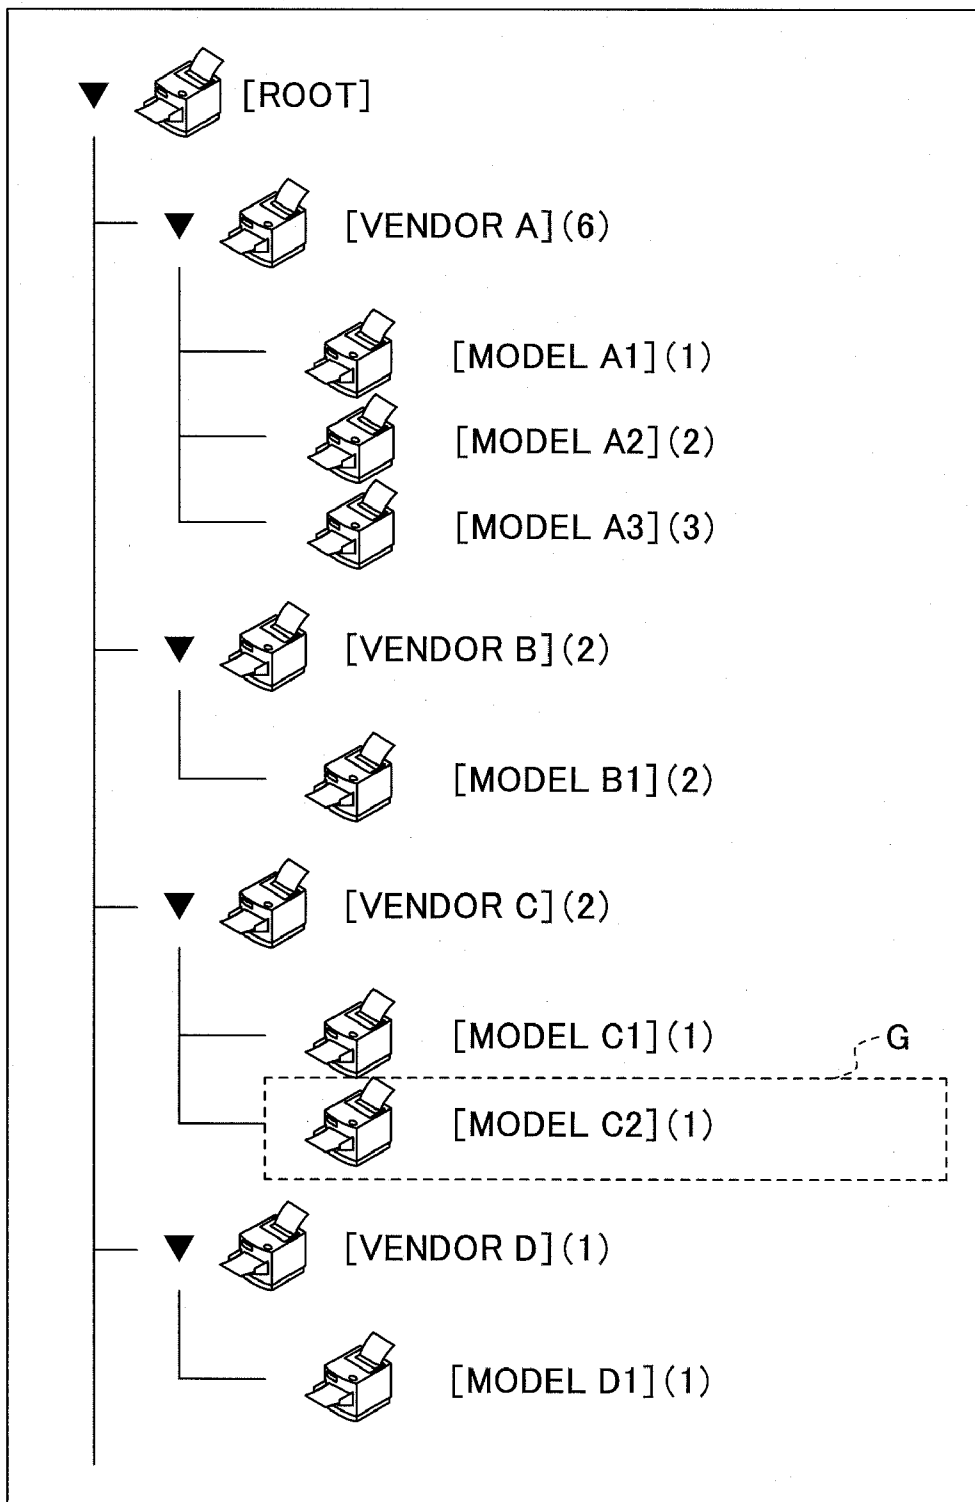 [ROOT]
[VENDOR A](6)
[MODEL A1](1)
[MODEL A2](2)
[MODEL A3](3)
[VENDOR B](2)
[MODEL B1](2)
[VENDOR C](2)
[MODEL C1](1)
G
[MODEL C2](1)
[VENDOR D](1)
[MODEL D1](1)